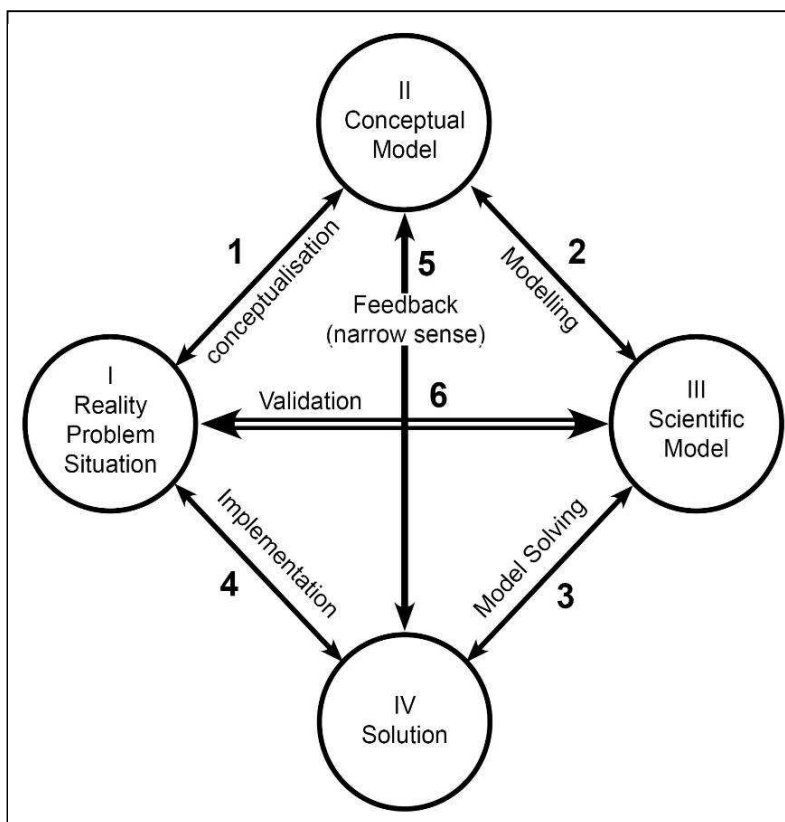 II
Conceptual
Model
1
conceptualisation
5
2
Modelling
Feedback
(narrow sense)
I
Reality
Problem
Situation
Validation
6
III
Scientific
Model
Implementation
4
Model Solving
3
IV
Solution